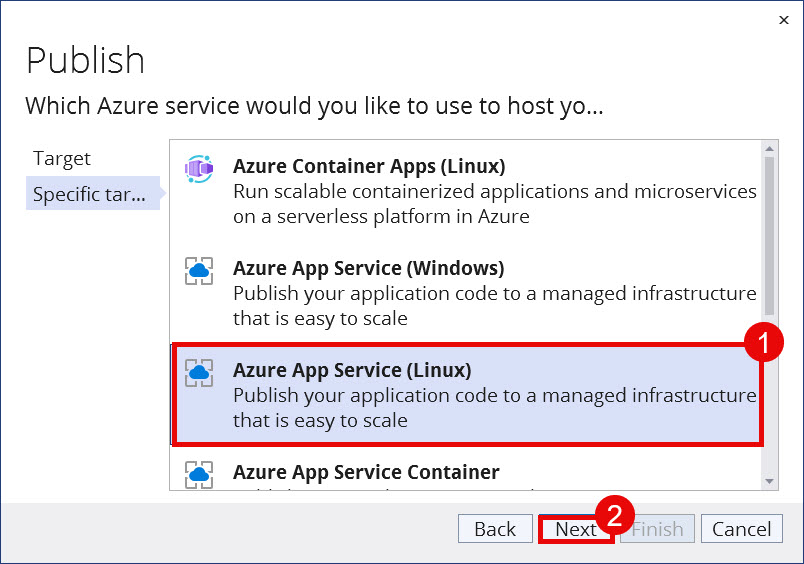 ×
Publish
Which Azure service would you like to use to host yo...
Target
Specific tar...
Azure Container Apps (Linux)
Run scalable containerized applications and microservices
on a serverless platform in Azure
Azure App Service (Windows)
Publish your application code to a managed infrastructure
that is easy to scale
1
Azure App Service (Linux)
Publish your application code to a managed infrastructure
that is easy to scale
Azure App Service Container
2
Back Next Finish Cancel